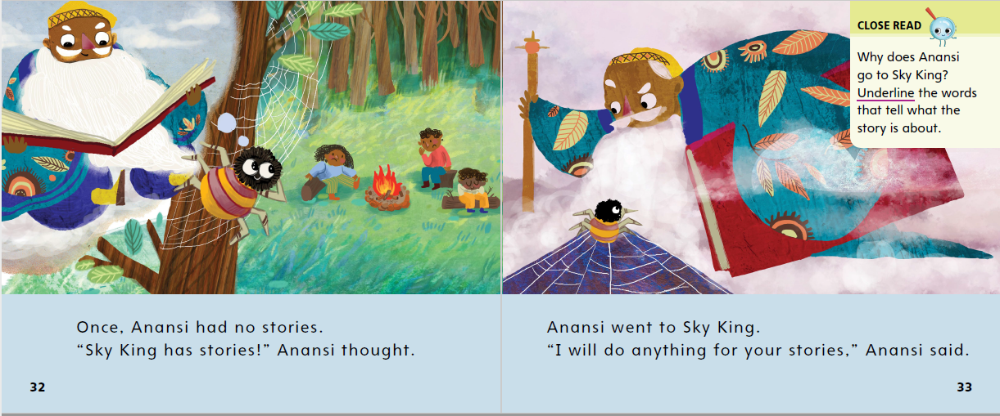 Once, Anansi had no stories.
“Sky King has stories!” Anansi thought.
32
CLOSE READ
Why does Anansi
go to Sky King?
Underline the words
that tell what the
story is about.
Anansi went to Sky King.
“I will do anything for your stories,” Anansi said.
33